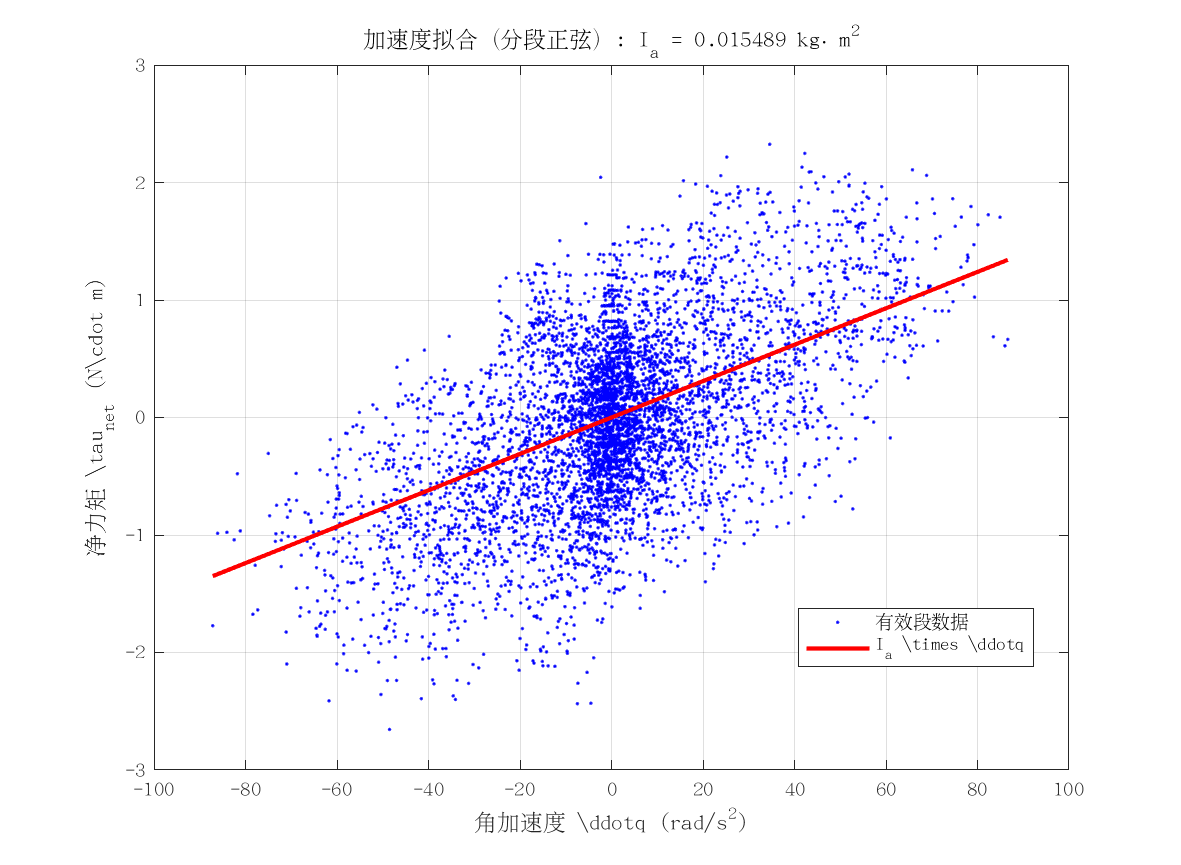 加速度拟合 (分段正弦) : I_a = 0.015489 kg· m^2
3
2
1
0
-1
-2
-3
净力矩 \tau_net (N\cdot m)
有效段数据
I_a \times \ddotq
-100 -80 -60 -40 -20 0 20 40 60 80 100
角加速度 \ddotq (rad/s^2)